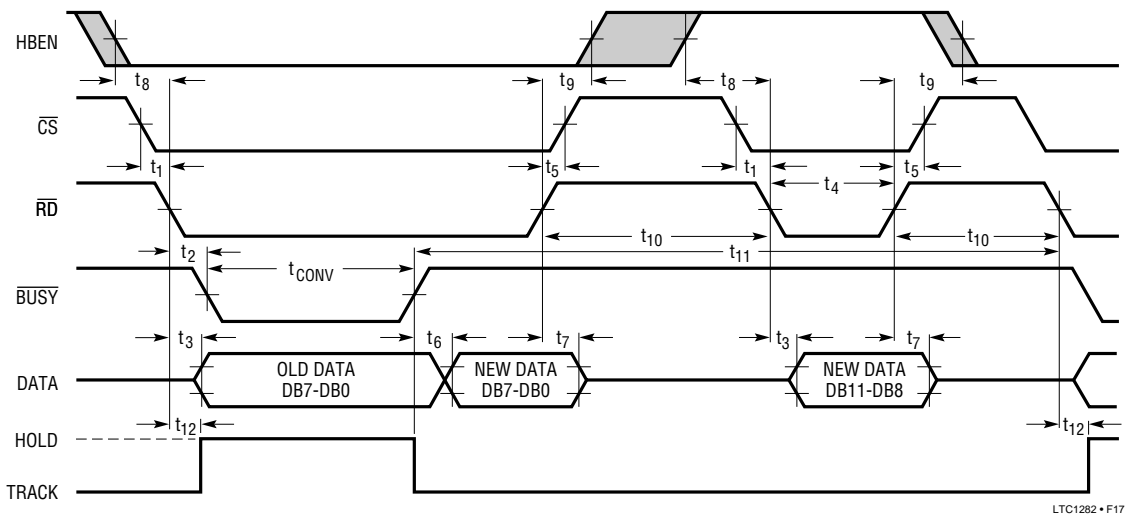 HBEN
t8 t9 t8 t9
CS
t1 t5 t1 t4 t5
RD
t2 t10 t10
tCONV t11
BUSY
t3 t6 t7 t3 t7
DATA
OLD DATA
DB7-DB0
NEW DATA
DB7-DB0
NEW DATA
DB11-DB8
t12 t12
HOLD
TRACK
LTC1282 • F17